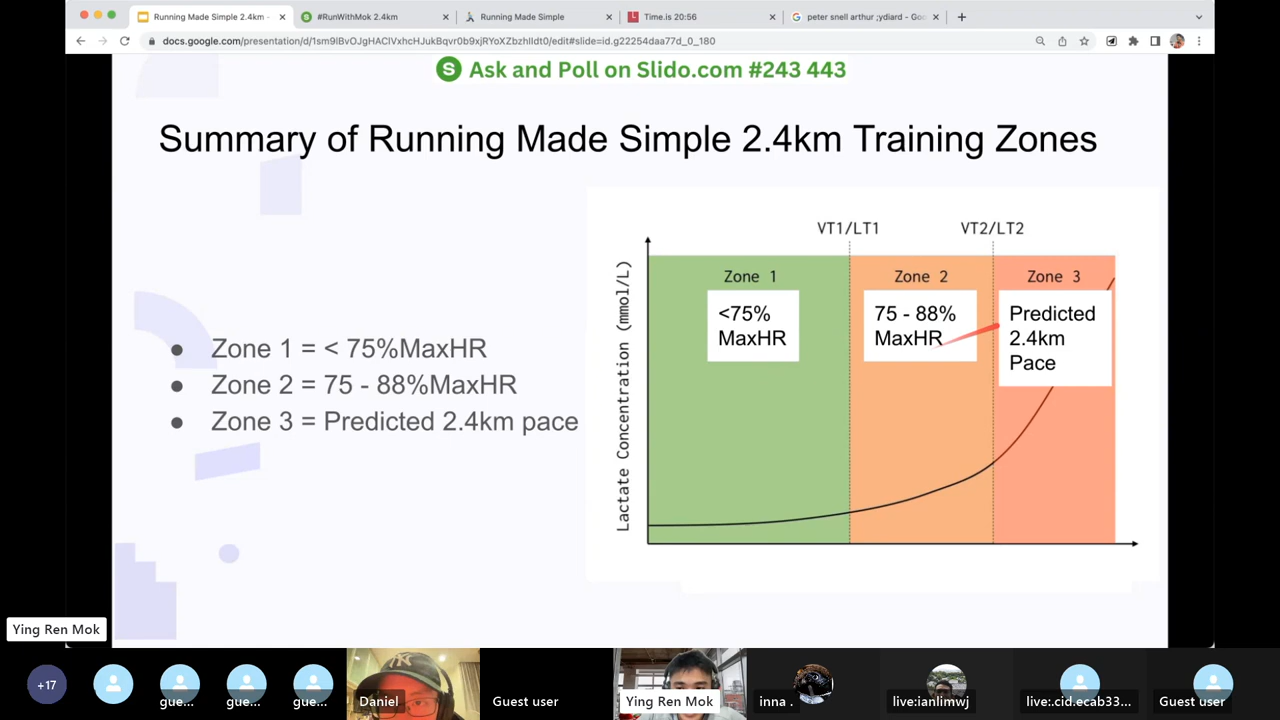 Running Made Simple 2.4km -
#RunWithMok 2.4km
Running Made Simple
Time.is 20:56
peter snell arthur ;ydiard - Goo
docs.google.com/presentation/d/1sm9lBvOJgHAClVxhcHJukBqvr0b9xjRYoXZbzhlIdt0/edit#slide=id.g22254daa77d_0_180
S Ask and Poll on Slido.com #243 443
Summary of Running Made Simple 2.4km Training Zones
Zone 1 = < 75%MaxHR
Zone 2 = 75 - 88%MaxHR
Zone 3 = Predicted 2.4km pace
VT1/LT1
VT2/LT2
Lactate Concentration (mmol/L)
Zone 1
Zone 2
Zone 3
<75%
MaxHR
75 - 88%
MaxHR
Predicted
2.4km
Pace
Ying Ren Mok
+17
gue...
gue...
gue...
Daniel
Guest user
Ying Ren Mok
inna .
live:ianlimwj
live:.cid.ecab33...
Guest user